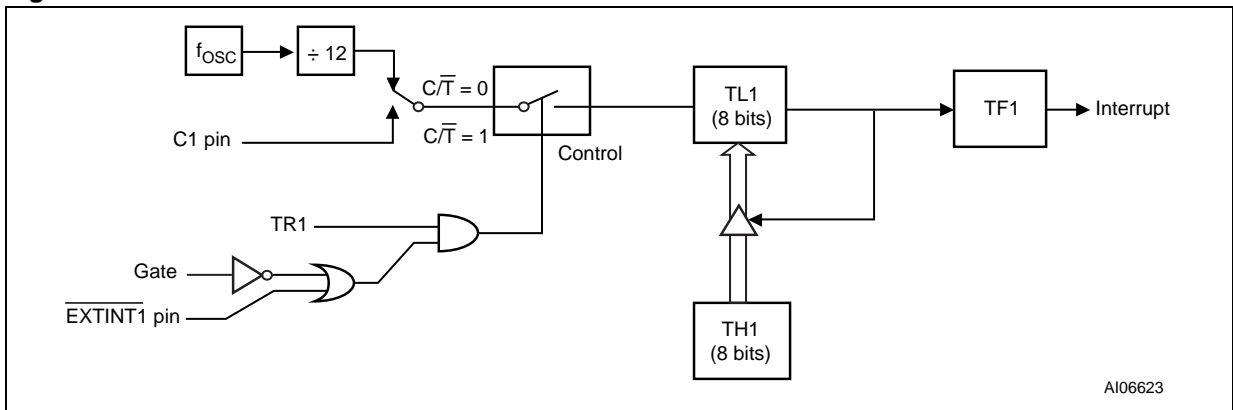 fOSC
÷ 12
C/T̅ = 0
C/T̅ = 1
C1 pin
Control
TL1
(8 bits)
TF1
Interrupt
TR1
Gate
E̅X̅T̅I̅N̅T̅1̅ pin
TH1
(8 bits)
AI06623